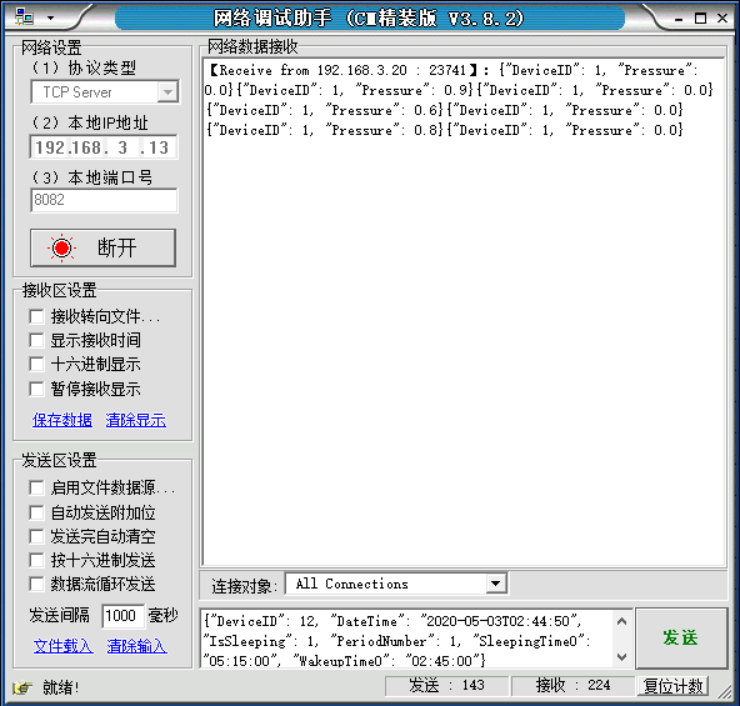 网络调试助手 (C■精装版 V3.8.2)
网络设置
(1) 协议类型
TCP Server
(2) 本地IP地址
192.168. 3 .13
(3) 本地端口号
8082
断开
接收区设置
接收转向文件...
显示接收时间
十六进制显示
暂停接收显示
保存数据 清除显示
发送区设置
启用文件数据源...
自动发送附加位
发送完自动清空
按十六进制发送
数据流循环发送
发送间隔 1000 毫秒
文件载入 清除输入
网络数据接收
【Receive from 192.168.3.20 : 23741】: {"DeviceID": 1, "Pressure":
0.0}{"DeviceID": 1, "Pressure": 0.9}{"DeviceID": 1, "Pressure": 0.0}
{"DeviceID": 1, "Pressure": 0.6}{"DeviceID": 1, "Pressure": 0.0}
{"DeviceID": 1, "Pressure": 0.8}{"DeviceID": 1, "Pressure": 0.0}
连接对象: All Connections
{"DeviceID": 12, "DateTime": "2020-05-03T02:44:50",
"IsSleeping": 1, "PeriodNumber": 1, "SleepingTime0":
"05:15:00", "WakeupTime0": "02:45:00"}
发送
就绪!
发送 : 143
接收 : 224
复位计数